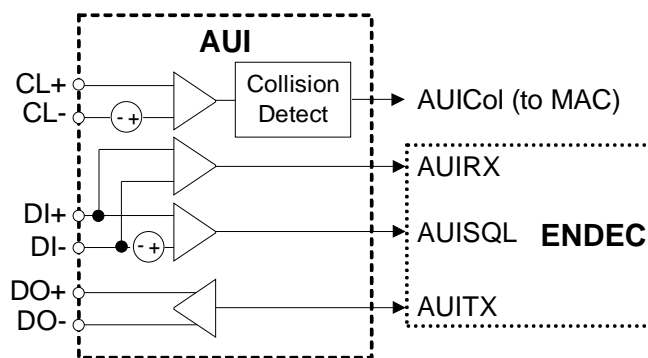 AUI
CL+
CL-
- +
Collision
Detect
AUICol (to MAC)
AUIRX
DI+
DI-
- +
AUISQL
ENDEC
DO+
DO-
AUITX